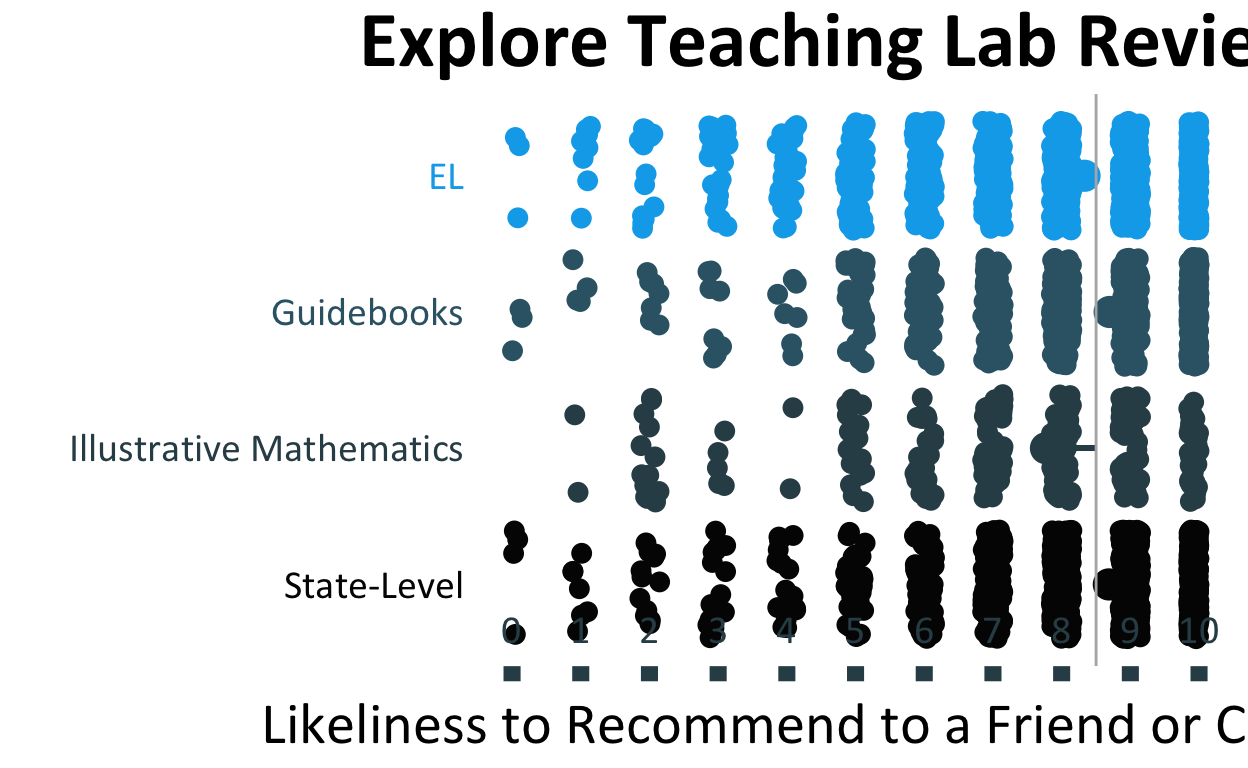 Explore Teaching Lab Revie
EL
Guidebooks
Illustrative Mathematics
State-Level
0 1 2 3 4 5 6 7 8 9 10
Likeliness to Recommend to a Friend or C